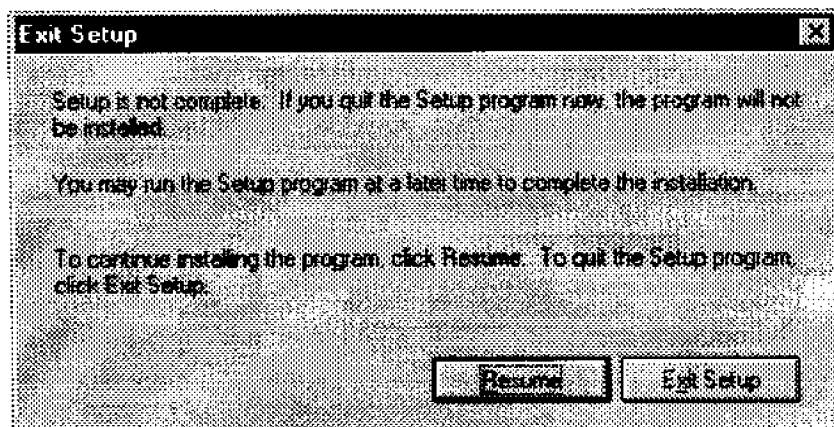 Exit Setup
Setup is not complete. If you quit the Setup program now, the program will not
be installed.
You may run the Setup program at a later time to complete the installation.
To continue installing the program, click Resume. To quit the Setup program,
click Exit Setup.
Resume
Exit Setup